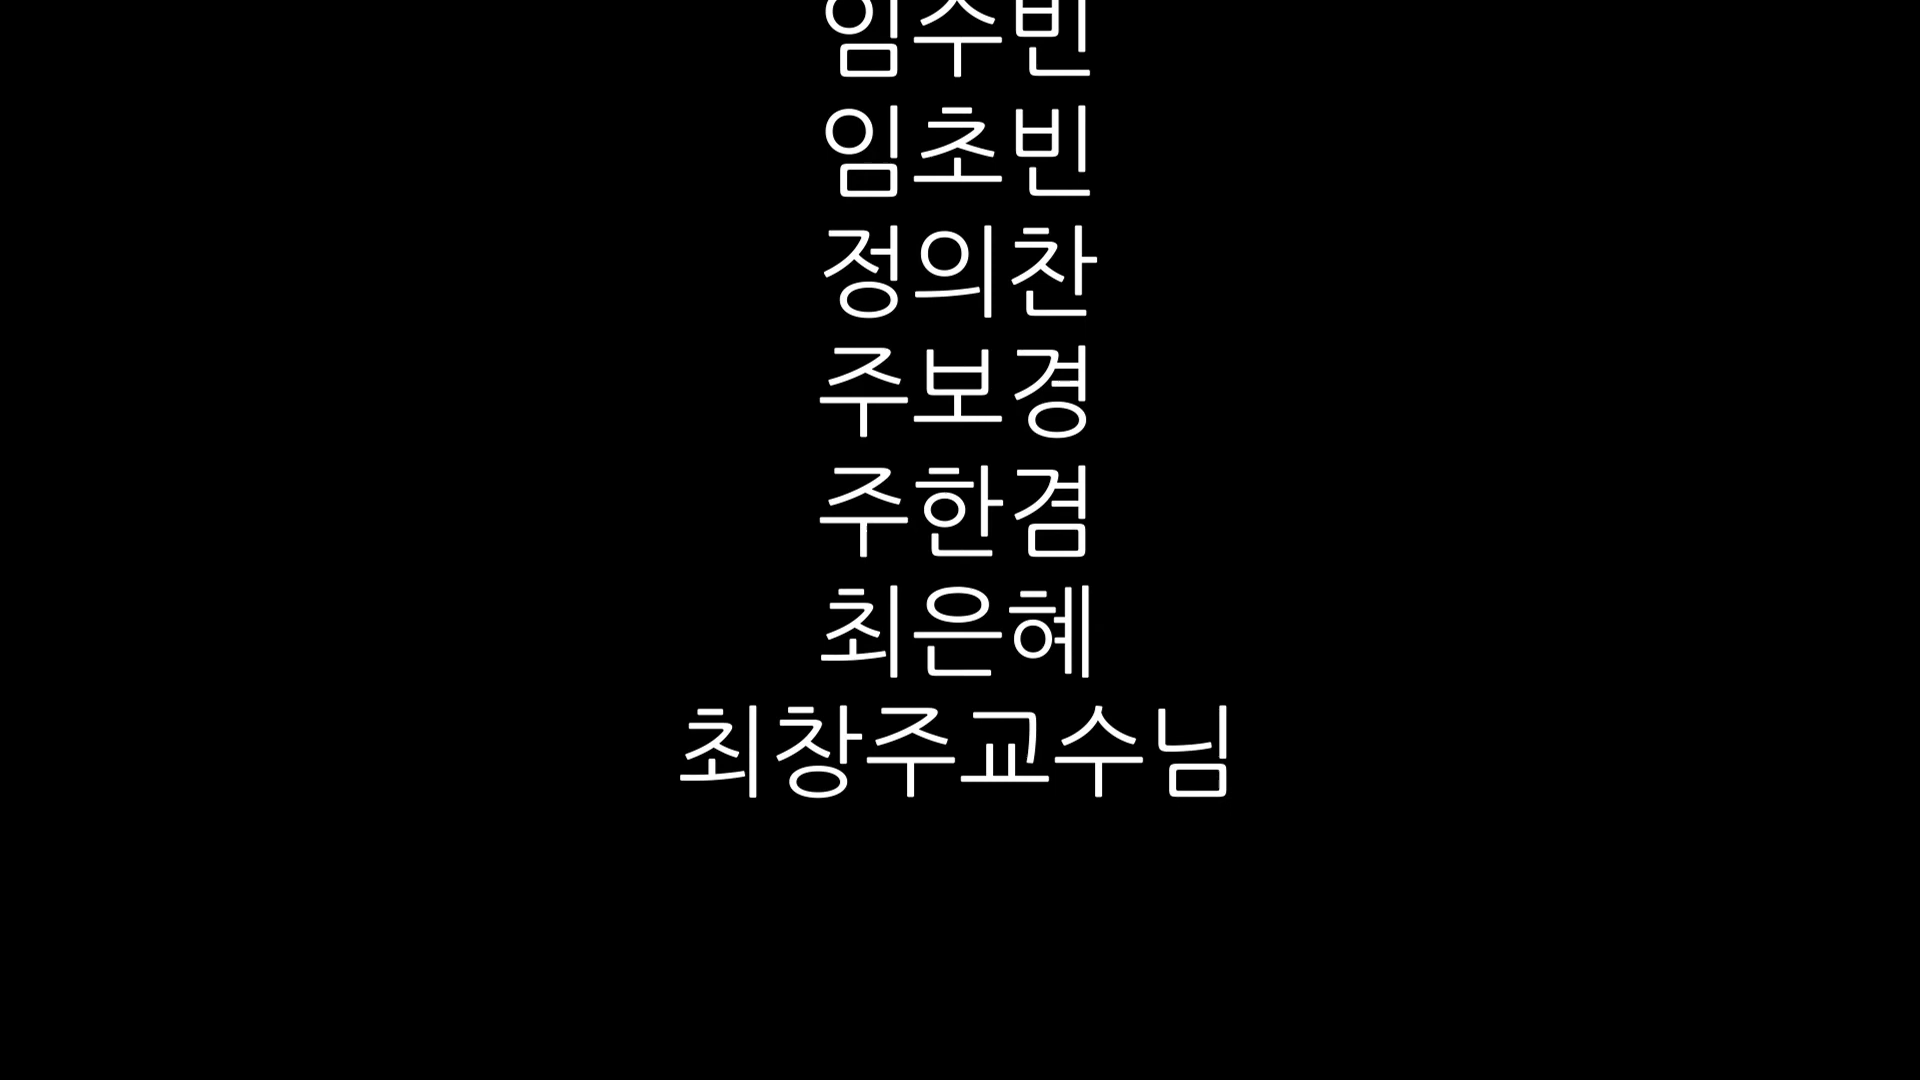 임수빈
임초빈
정의찬
주보경
주한겸
최은혜
최창주교수님